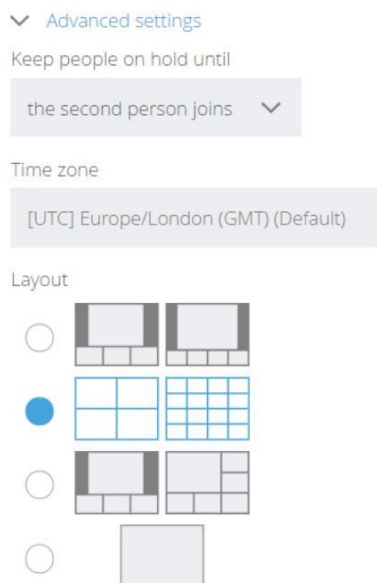 Advanced settings
Keep people on hold until
the second person joins
Time zone
[UTC] Europe/London (GMT) (Default)
Layout